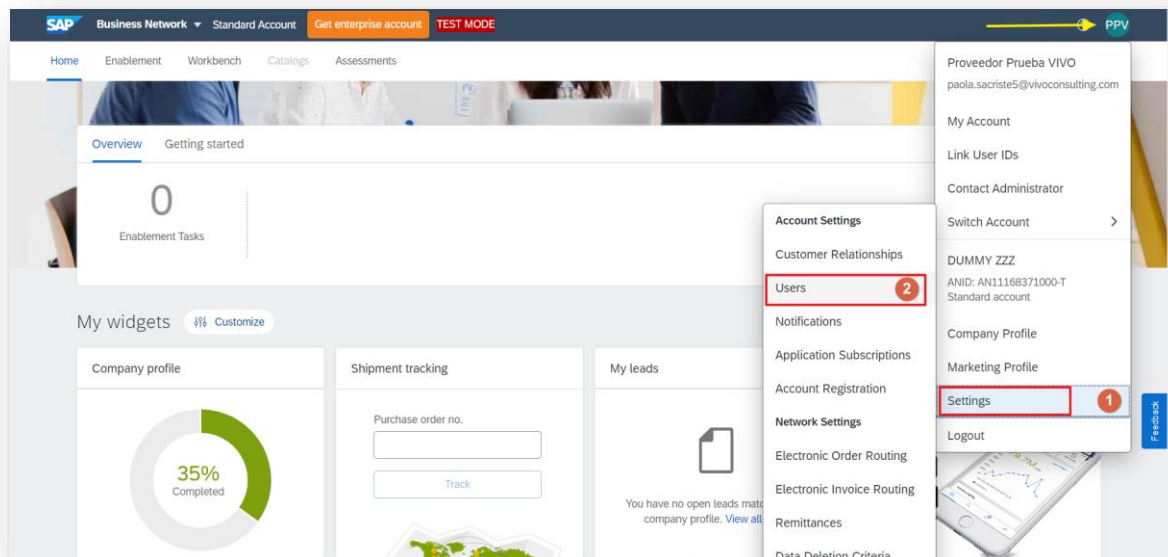 SAP Business Network Standard Account Get enterprise account TEST MODE PPV
Home Enablement Workbench Catalogs Assessments
Overview Getting started
0
Enablement Tasks
My widgets Customize
Company profile
35%
Completed
Shipment tracking
Purchase order no.
Track
My leads
You have no open leads matc
company profile. View all
Account Settings
Customer Relationships
Users 2
Notifications
Application Subscriptions
Account Registration
Network Settings
Electronic Order Routing
Electronic Invoice Routing
Remittances
Data Deletion Criteria
Proveedor Prueba VIVO
paola.sacriste5@vivoconsulting.com
My Account
Link User IDs
Contact Administrator
Switch Account
DUMMY ZZZ
ANID: AN11168371000-T
Standard account
Company Profile
Marketing Profile
Settings 1
Logout
Feedback